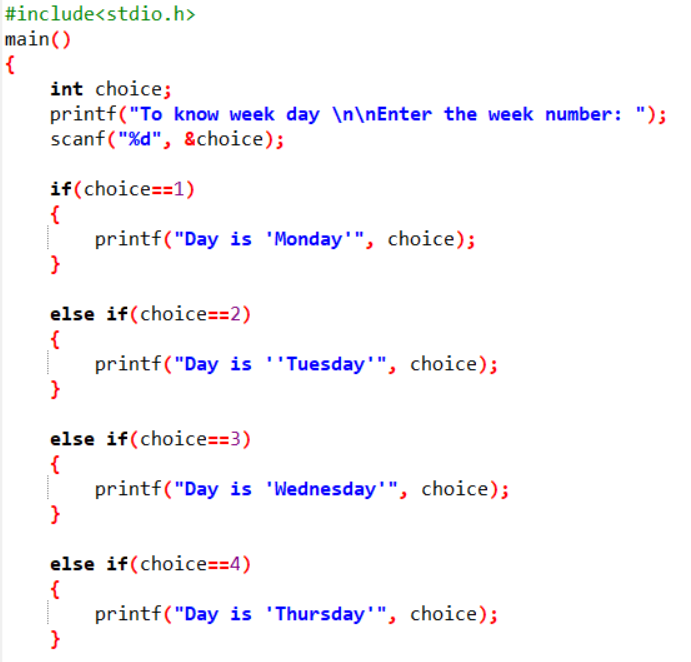 #include<stdio.h>
main()
{
int choice;
printf("To know week day \n\nEnter the week number: ");
scanf("%d", &choice);
if(choice==1)
{
printf("Day is 'Monday'", choice);
}
else if(choice==2)
{
printf("Day is ''Tuesday'", choice);
}
else if(choice==3)
{
printf("Day is 'Wednesday'", choice);
}
else if(choice==4)
{
printf("Day is 'Thursday'", choice);
}